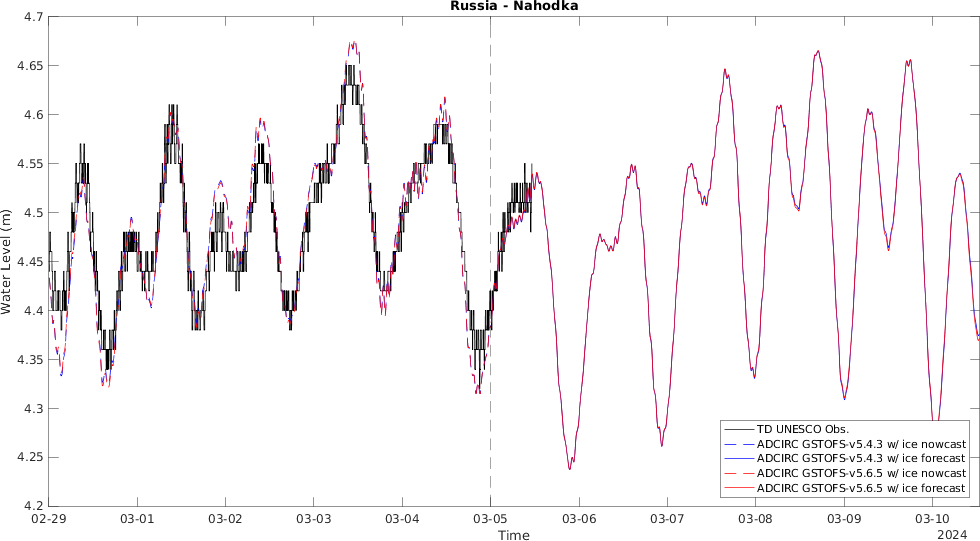 Russia - Nahodka
4.7
4.65
4.6
4.55
4.5
4.45
4.4
4.35
4.3
4.25
4.2
Water Level (m)
TD UNESCO Obs.
ADCIRC GSTOFS-v5.4.3 w/ ice nowcast
ADCIRC GSTOFS-v5.4.3 w/ ice forecast
ADCIRC GSTOFS-v5.6.5 w/ ice nowcast
ADCIRC GSTOFS-v5.6.5 w/ ice forecast
02-29 03-01 03-02 03-03 03-04 03-05 03-06 03-07 03-08 03-09 03-10
Time
2024